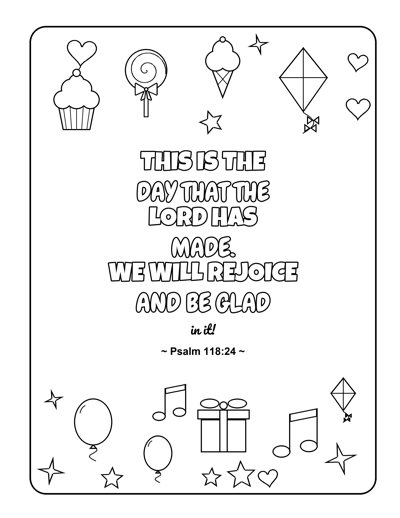 THIS IS THE
DAY THAT THE
LORD HAS
MADE.
WE WILL REJOICE
AND BE GLAD
in it!
~ Psalm 118:24 ~